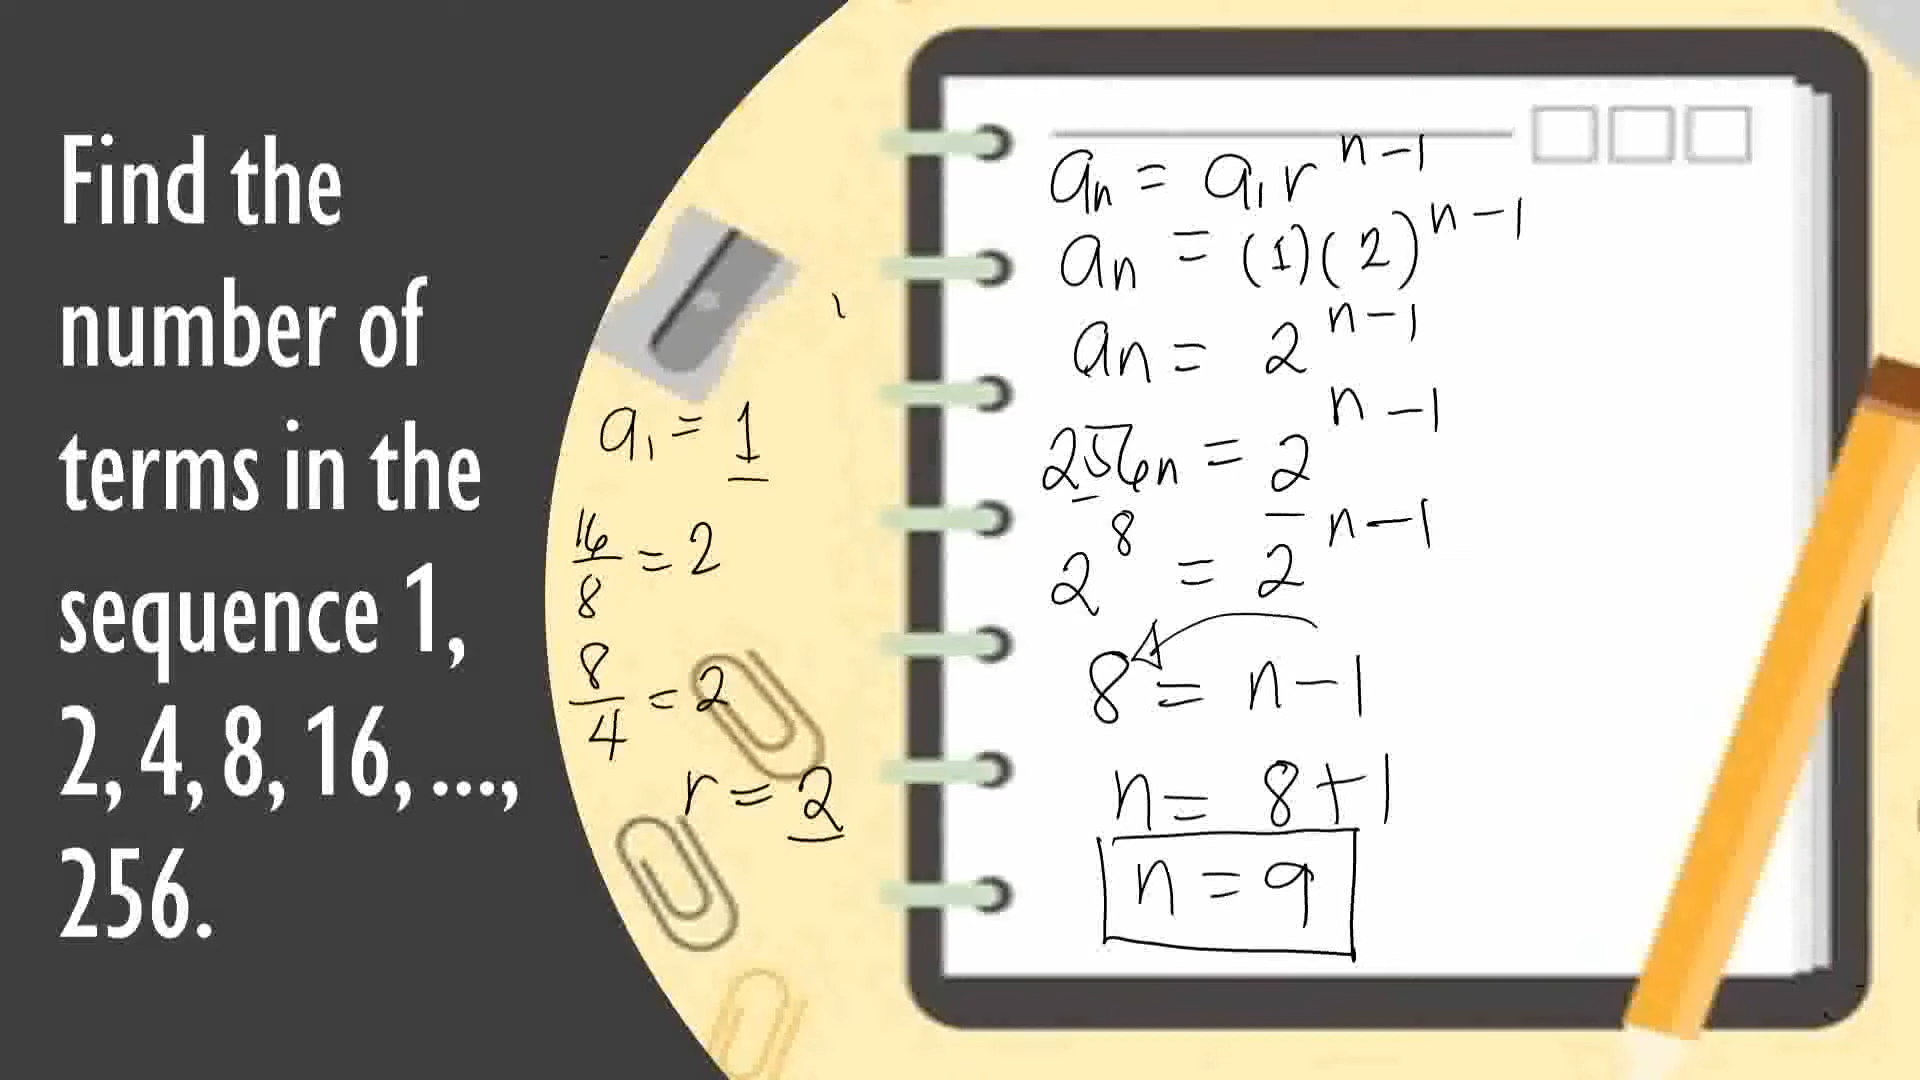 Find the
number of
terms in the
sequence 1,
2, 4, 8, 16, ...,
256.
a₁ = 1
16/8 = 2
8/4 = 2
r = 2
aₙ = a₁r^(n-1)
aₙ = (1)(2)^(n-1)
an = 2^(n-1)
256n = 2^(n-1)
2^8 = 2^(n-1)
8 = n-1
n = 8+1
n = 9